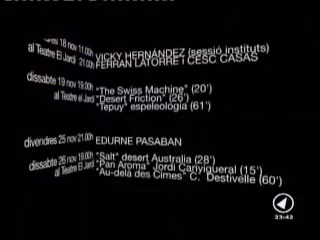 divendres 18 nov 11.00h VICKY HERNÁNDEZ (sessió instituts)
al Teatre El Jardí 21.00h FERRAN LATORRE i CESC CASAS
dissabte 19 nov 19.00h "The Swiss Machine" (20')
al Teatre el Jardí "Desert Friction" (26')
"Tepuy" espeleologia (61')
divendres 25 nov 21.00h EDURNE PASABAN
dissabte 26 nov 19.00h "Salt" desert Australia (28')
al Teatre El Jardí "Pan Aroma" Jordi Canyigueral (15')
"Au-delà des Cimes" C. Destivelle (60')
23:42